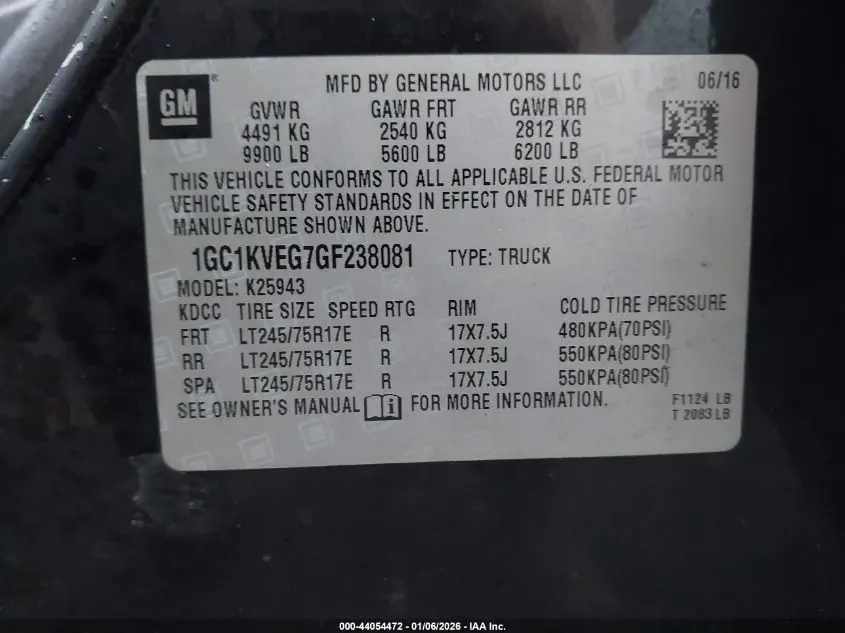 GM
MFD BY GENERAL MOTORS LLC 06/16
GVWR GAWR FRT GAWR RR
4491 KG 2540 KG 2812 KG
9900 LB 5600 LB 6200 LB
THIS VEHICLE CONFORMS TO ALL APPLICABLE U.S. FEDERAL MOTOR
VEHICLE SAFETY STANDARDS IN EFFECT ON THE DATE OF
MANUFACTURE SHOWN ABOVE.
1GC1KVEG7GF238081 TYPE: TRUCK
MODEL: K25943
KDCC TIRE SIZE SPEED RTG RIM COLD TIRE PRESSURE
FRT LT245/75R17E R 17X7.5J 480KPA(70PSI)
RR LT245/75R17E R 17X7.5J 550KPA(80PSI)
SPA LT245/75R17E R 17X7.5J 550KPA(80PSI)
SEE OWNER'S MANUAL i FOR MORE INFORMATION.
F1124 LB
T 2083 LB
000-44054472 - 01/06/2026 - IAA Inc.